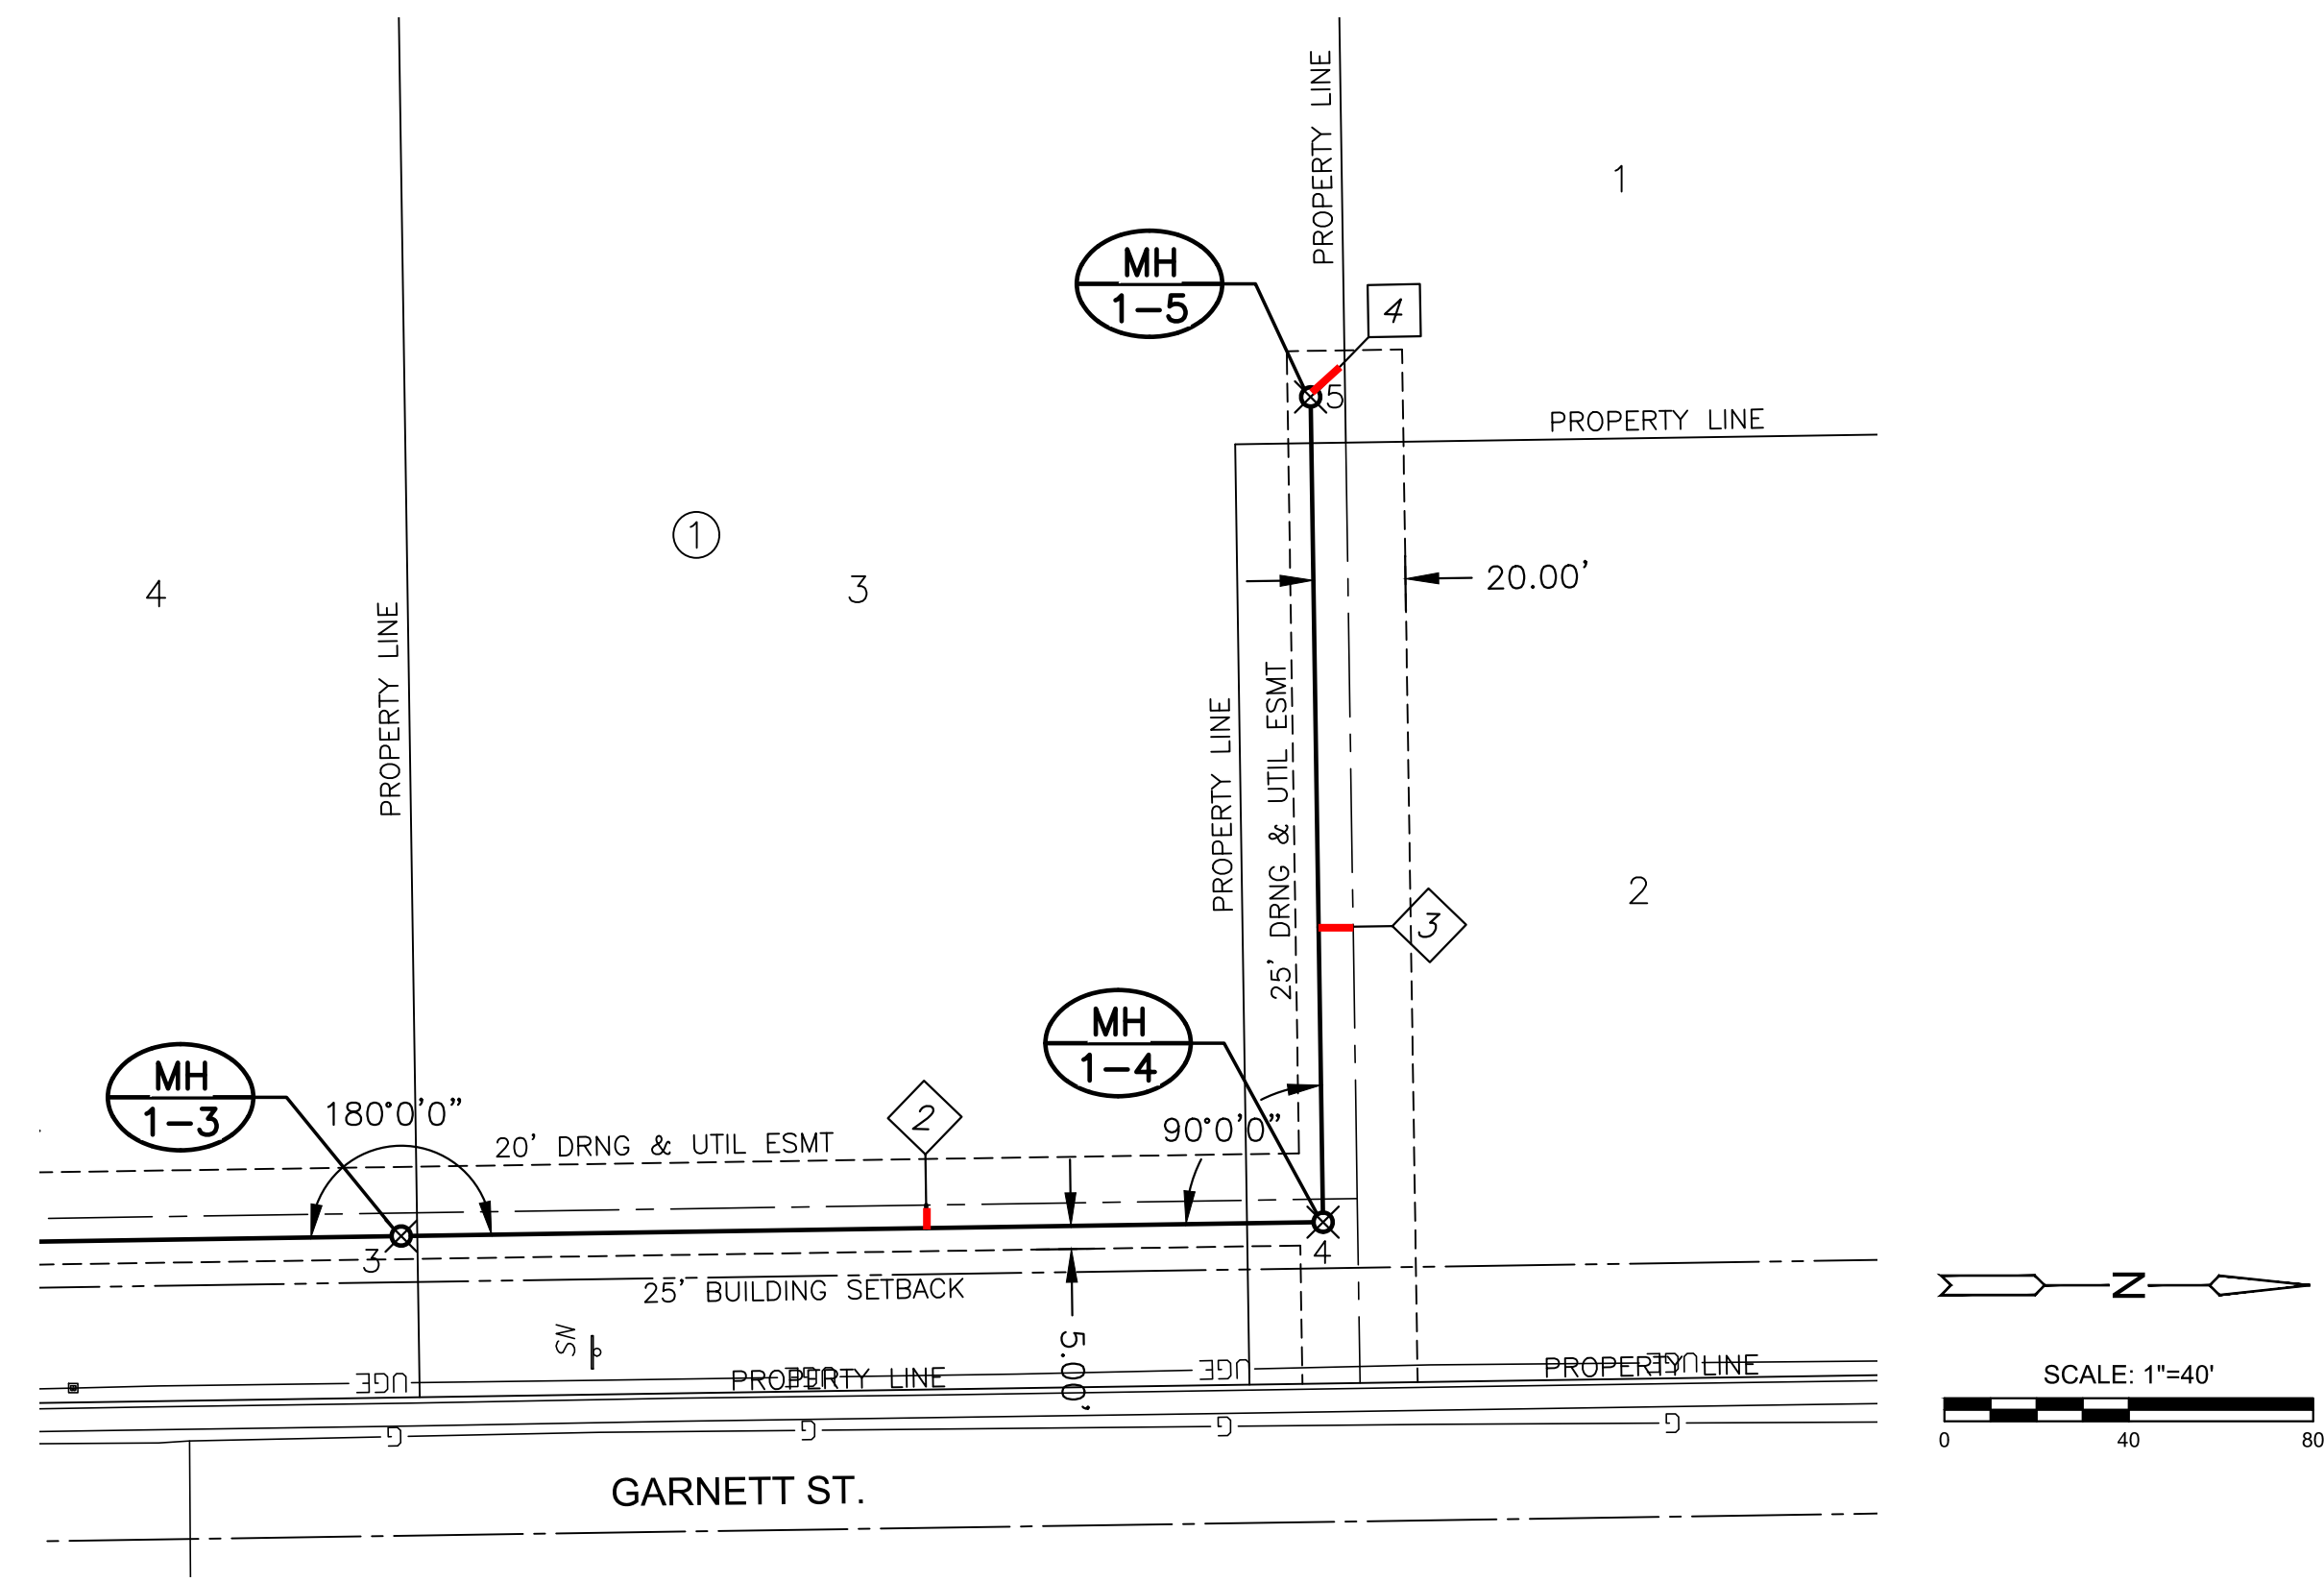 PROPERTY LINE
1
MH
1-5
4
5
PROPERTY LINE
1
20.00'
4
3
PROPERTY LINE
PROPERTY LINE
25' DRNG & UTIL ESMT
2
3
MH
1-4
MH
1-3
180°0'0"
2
90°0'0"
20' DRNG & UTIL ESMT
3
4
25' BUILDING SETBACK
N
SW
5.00'
UGE
PROPERTY LINE
UGE
UGE
PROPERTY LINE
UGE
SCALE: 1"=40'
G
G
G
G
0
40
80
GARNETT ST.